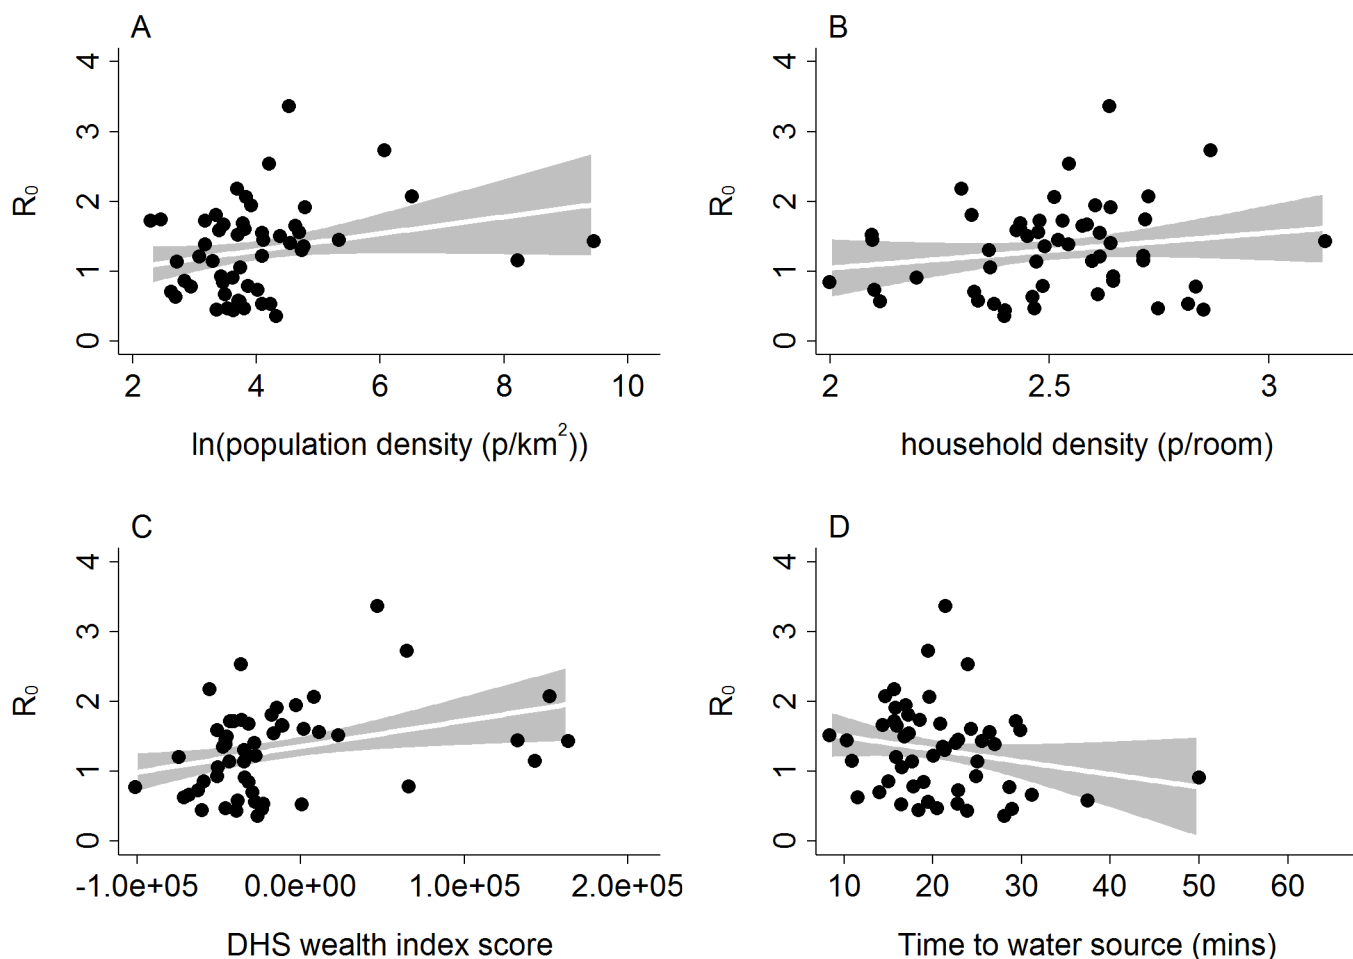 A
4
3
2
1
0
R₀
2 4 6 8 10
ln(population density (p/km²))
B
4
3
2
1
0
R₀
2 2.5 3
household density (p/room)
C
4
3
2
1
0
R₀
-1.0e+05 0.0e+00 1.0e+05 2.0e+05
DHS wealth index score
D
4
3
2
1
0
R₀
10 20 30 40 50 60
Time to water source (mins)